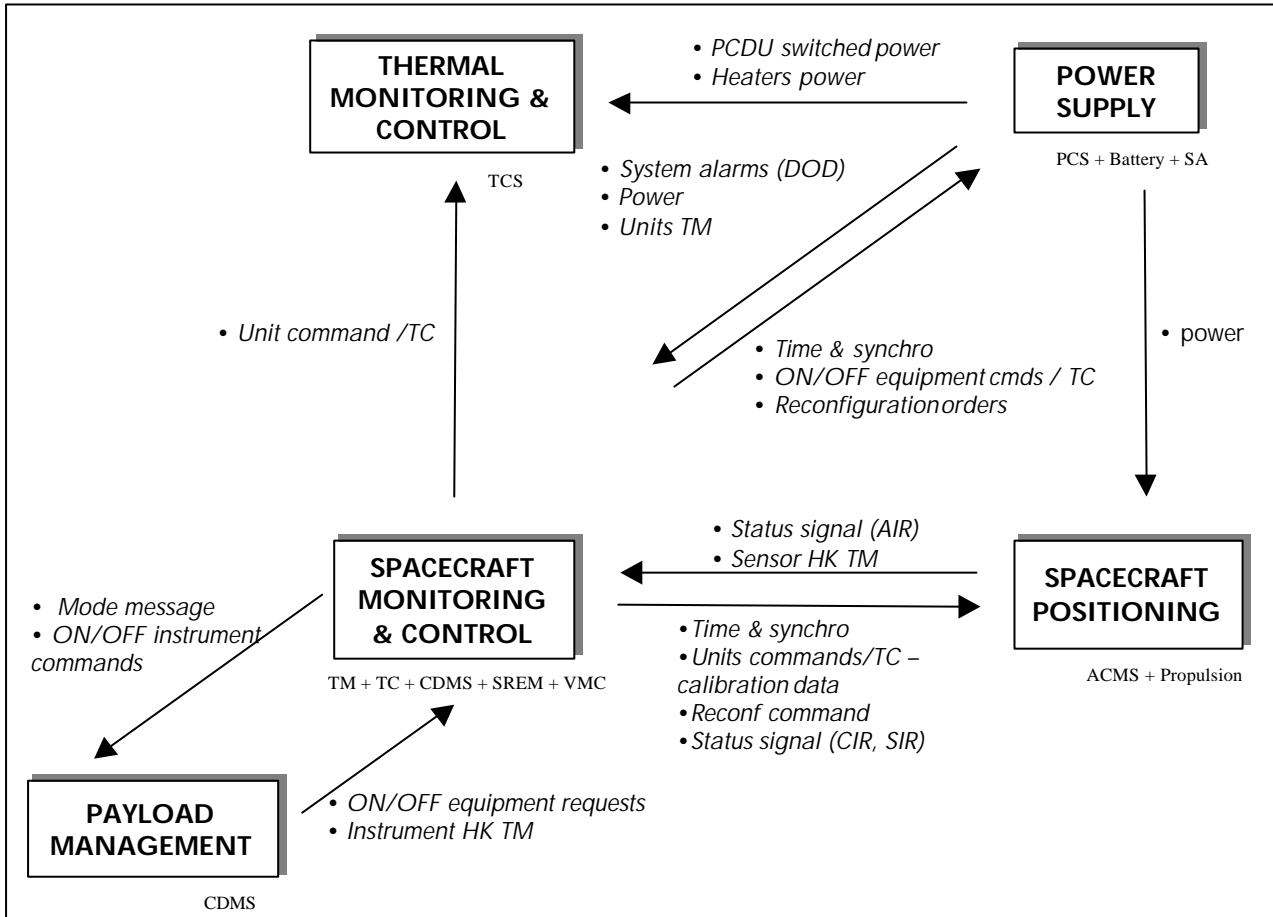 • PCDU switched power
• Heaters power
THERMAL
MONITORING &
CONTROL
TCS
POWER
SUPPLY
PCS + Battery + SA
• System alarms (DOD)
• Power
• Units TM
• Unit command /TC
• Time & synchro
• ON/OFF equipment cmds / TC
• Reconfigurationorders
• power
• Status signal (AIR)
• Sensor HK TM
SPACECRAFT
MONITORING
& CONTROL
TM + TC + CDMS + SREM + VMC
SPACECRAFT
POSITIONING
ACMS + Propulsion
• Mode message
• ON/OFF instrument
commands
•Time & synchro
•Units commands/TC –
calibration data
•Reconf command
•Status signal (CIR, SIR)
PAYLOAD
MANAGEMENT
CDMS
• ON/OFF equipment requests
• Instrument HK TM